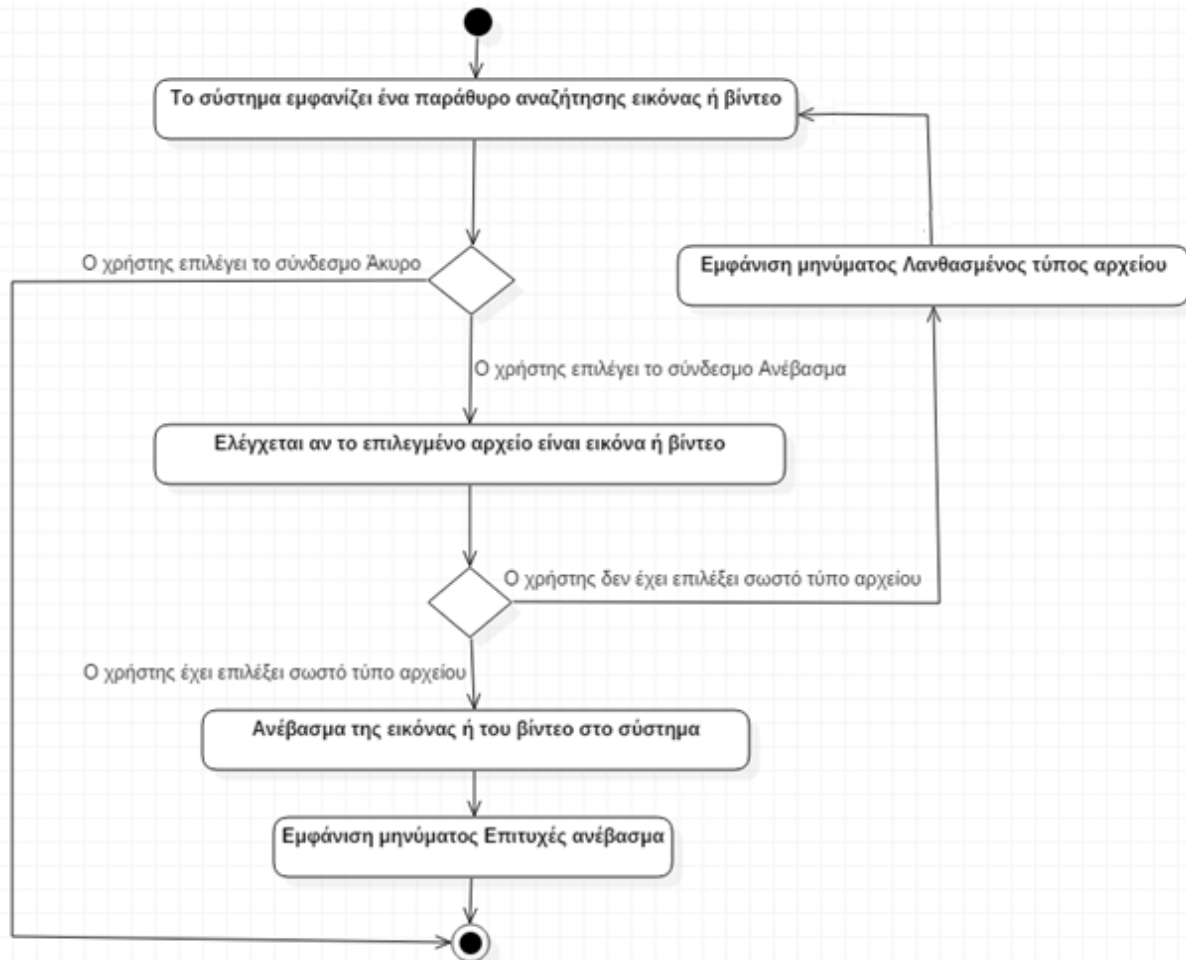 Το σύστημα εμφανίζει ένα παράθυρο αναζήτησης εικόνας ή βίντεο
Ο χρήστης επιλέγει το σύνδεσμο Άκυρο
Εμφάνιση μηνύματος Λανθασμένος τύπος αρχείου
Ο χρήστης επιλέγει το σύνδεσμο Ανέβασμα
Ελέγχεται αν το επιλεγμένο αρχείο είναι εικόνα ή βίντεο
Ο χρήστης δεν έχει επιλέξει σωστό τύπο αρχείου
Ο χρήστης έχει επιλέξει σωστό τύπο αρχείου
Ανέβασμα της εικόνας ή του βίντεο στο σύστημα
Εμφάνιση μηνύματος Επιτυχές ανέβασμα